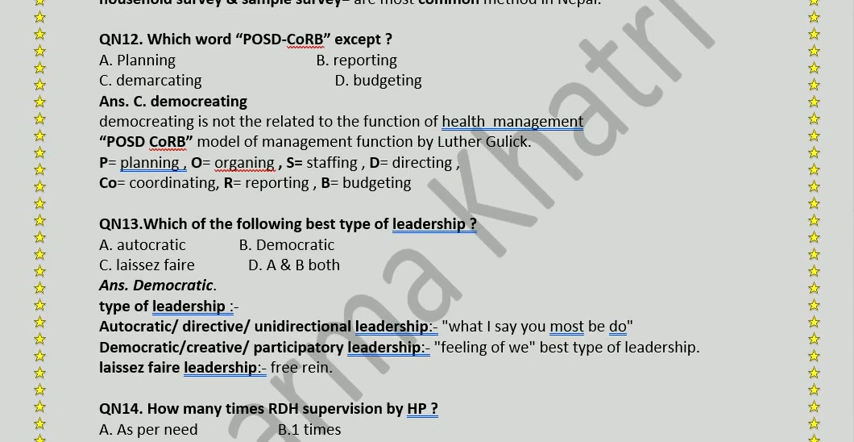 household survey & sample survey= are most common method in Nepal.
QN12. Which word “POSD-CoRB” except ?
A. Planning B. reporting
C. demarcating D. budgeting
Ans. C. democreating
democreating is not the related to the function of health management
“POSD CoRB” model of management function by Luther Gulick.
P= planning , O= organing , S= staffing , D= directing ,
Co= coordinating, R= reporting , B= budgeting
QN13.Which of the following best type of leadership ?
A. autocratic B. Democratic
C. laissez faire D. A & B both
Ans. Democratic.
type of leadership :-
Autocratic/ directive/ unidirectional leadership:- "what I say you most be do"
Democratic/creative/ participatory leadership:- "feeling of we" best type of leadership.
laissez faire leadership:- free rein.
QN14. How many times RDH supervision by HP ?
A. As per need B.1 times
arma Khatri